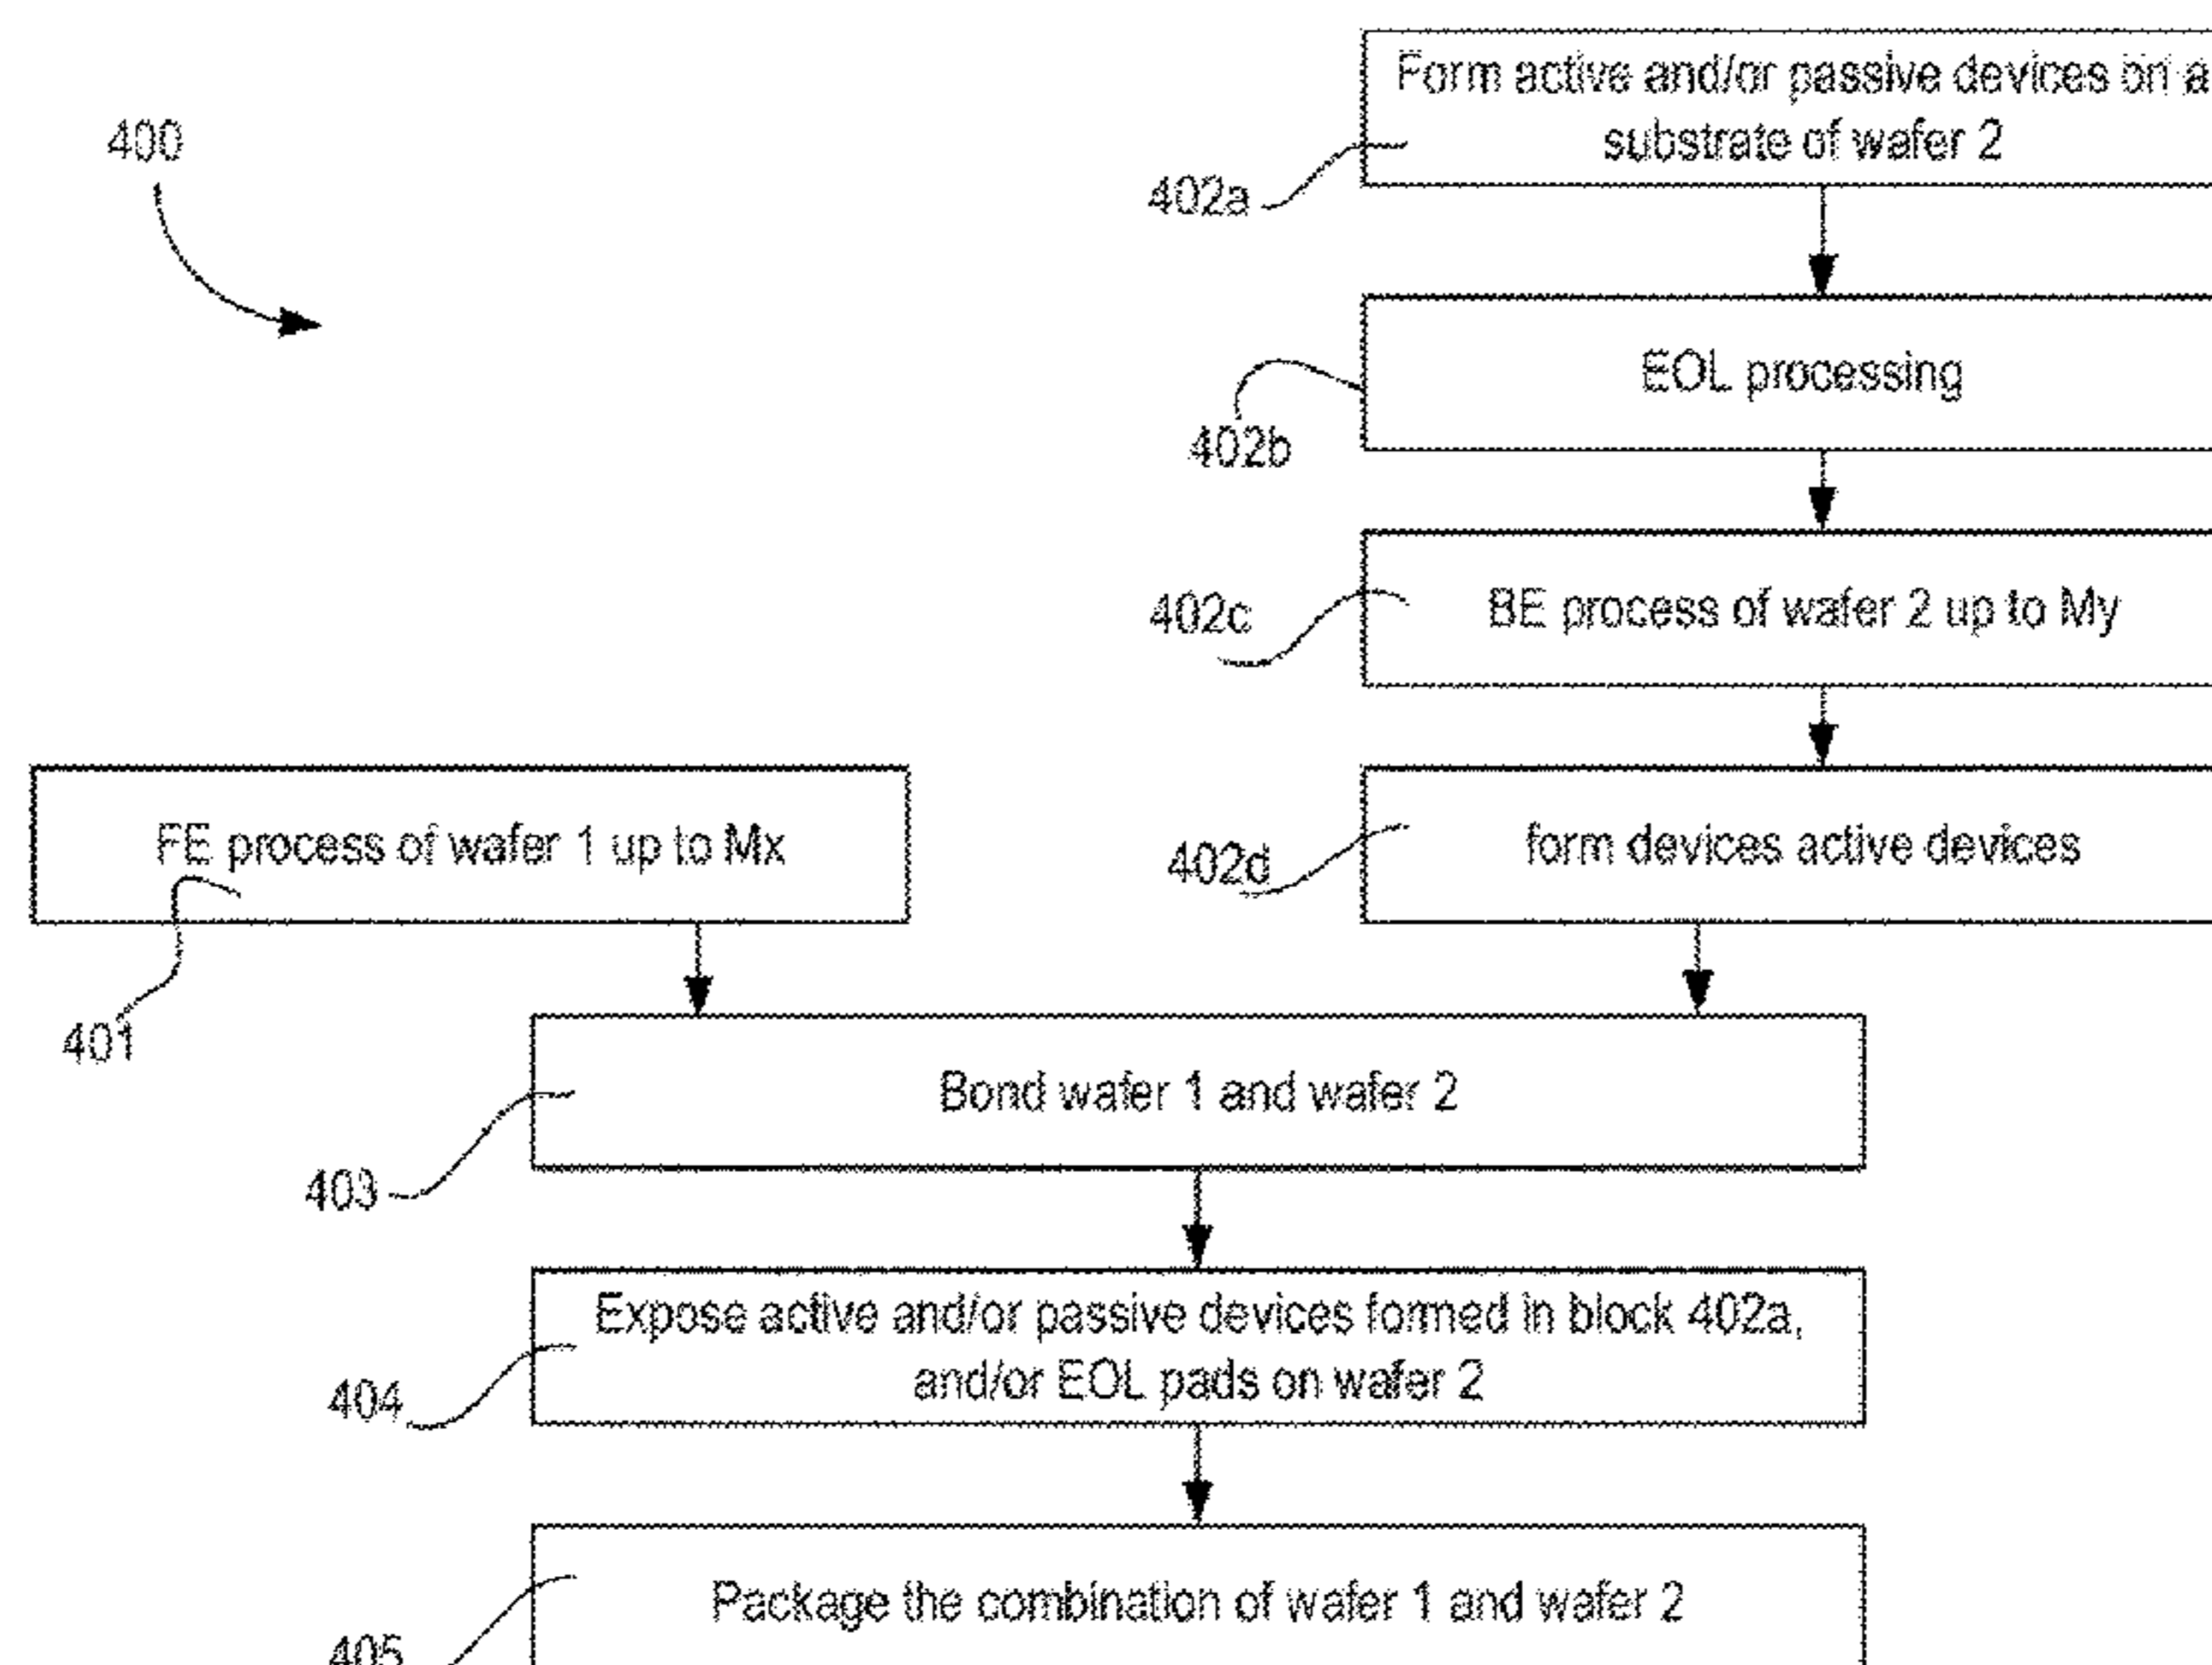 400
Form active and/or passive devices on a
substrate of wafer 2
402a
EOL processing
402b
BE process of wafer 2 up to My
402c
FE process of wafer 1 up to Mx
form devices active devices
402d
401
Bond wafer 1 and wafer 2
403
Expose active and/or passive devices formed in block 402a,
and/or EOL pads on wafer 2
404
Package the combination of wafer 1 and wafer 2
405